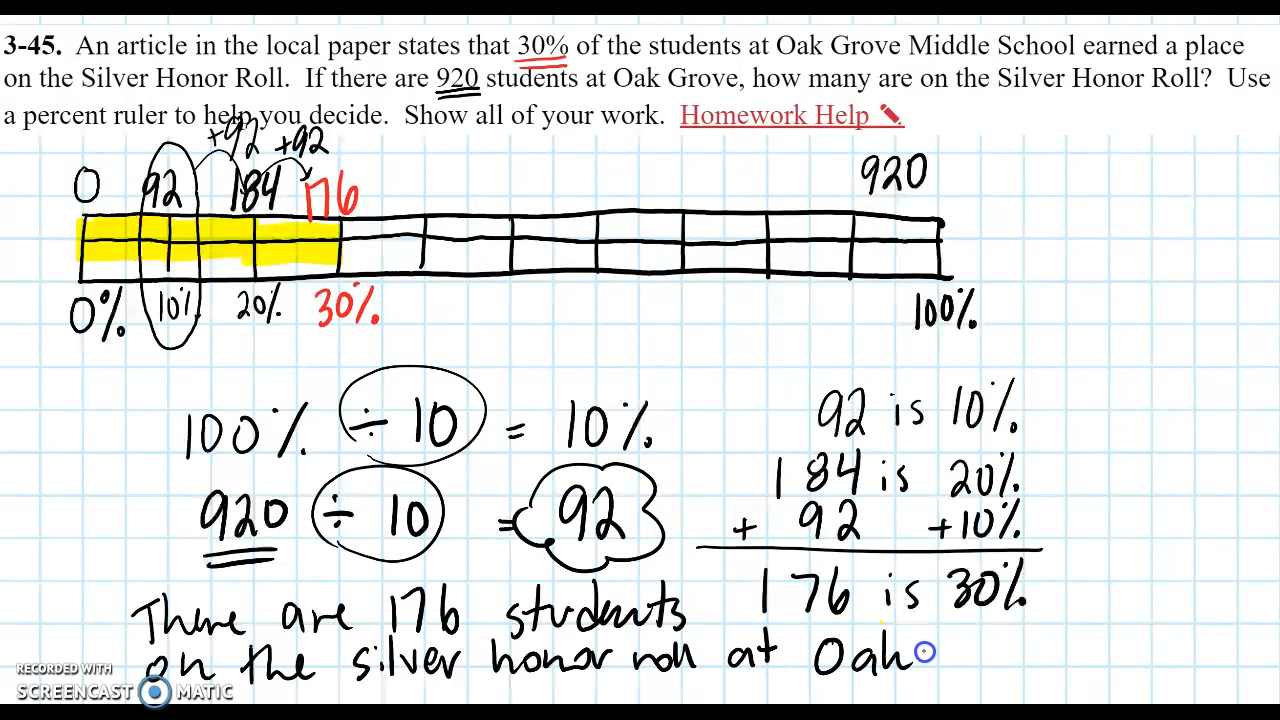 3-45. An article in the local paper states that 30% of the students at Oak Grove Middle School earned a place
on the Silver Honor Roll. If there are 920 students at Oak Grove, how many are on the Silver Honor Roll? Use
a percent ruler to help you decide. Show all of your work. Homework Help
+92 +92
0 92 184 176 920
0% 10% 20% 30% 100%
100% ÷ 10 = 10%
920 ÷ 10 = 92
92 is 10%
184 is 20%
+ 92 +10%
176 is 30%
There are 176 students
on the silver honor roll at Oak
RECORDED WITH
SCREENCAST MATIC